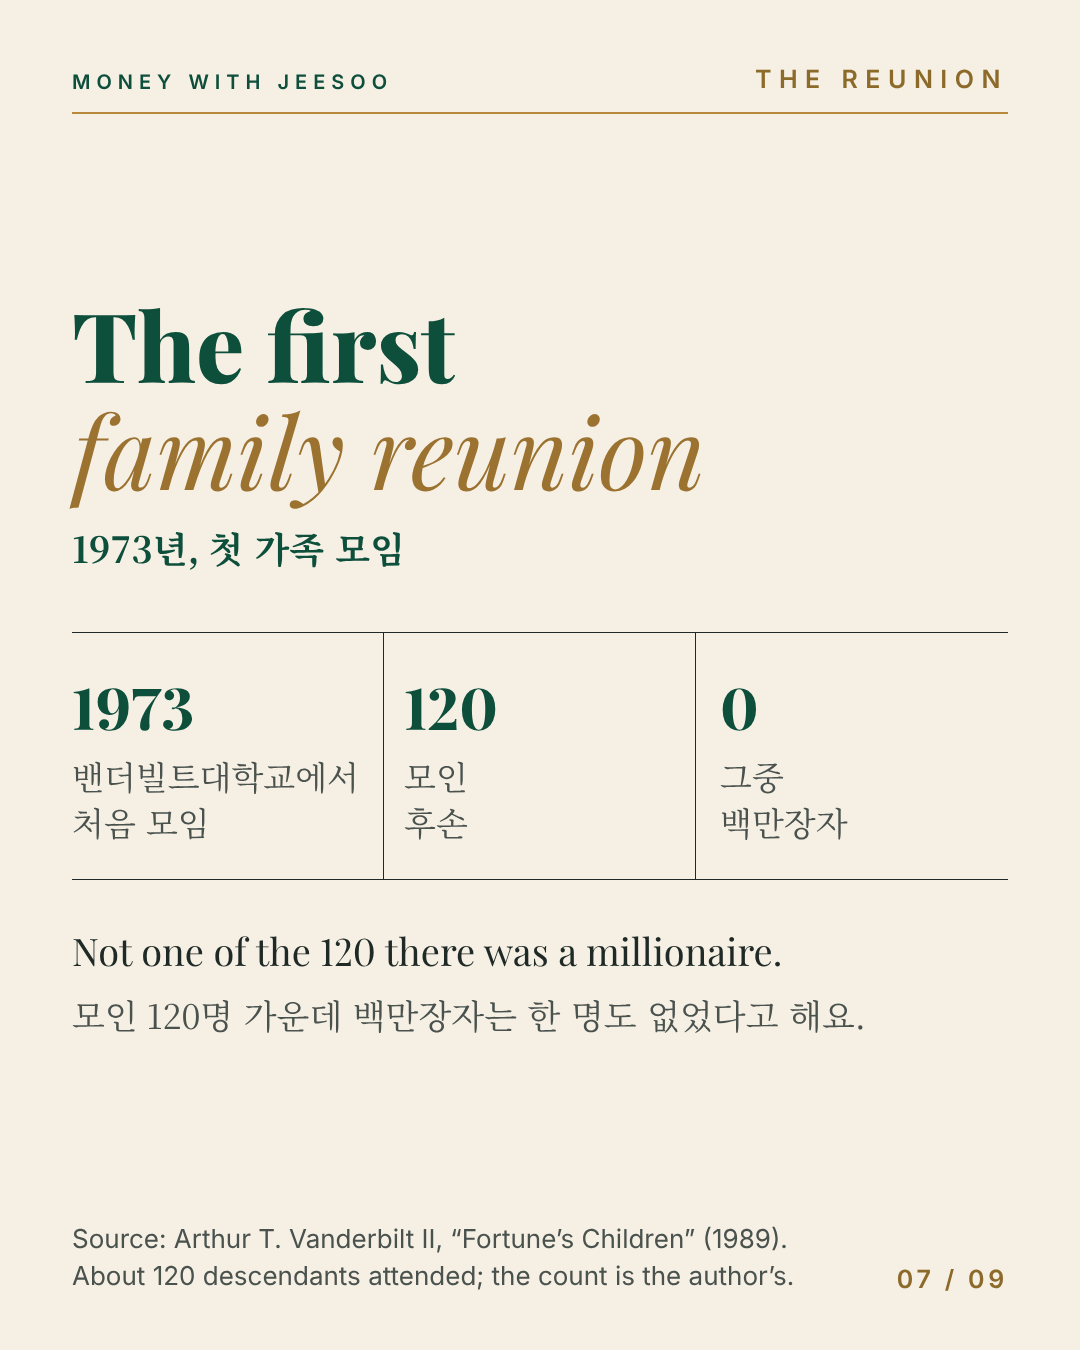 MONEY WITH JEESOO
THE REUNION
The first
family reunion
1973년, 첫 가족 모임
1973
밴더빌트대학교에서
처음 모임
120
모인
후손
0
그중
백만장자
Not one of the 120 there was a millionaire.
모인 120명 가운데 백만장자는 한 명도 없었다고 해요.
Source: Arthur T. Vanderbilt II, “Fortune’s Children” (1989).
About 120 descendants attended; the count is the author’s.
07 / 09